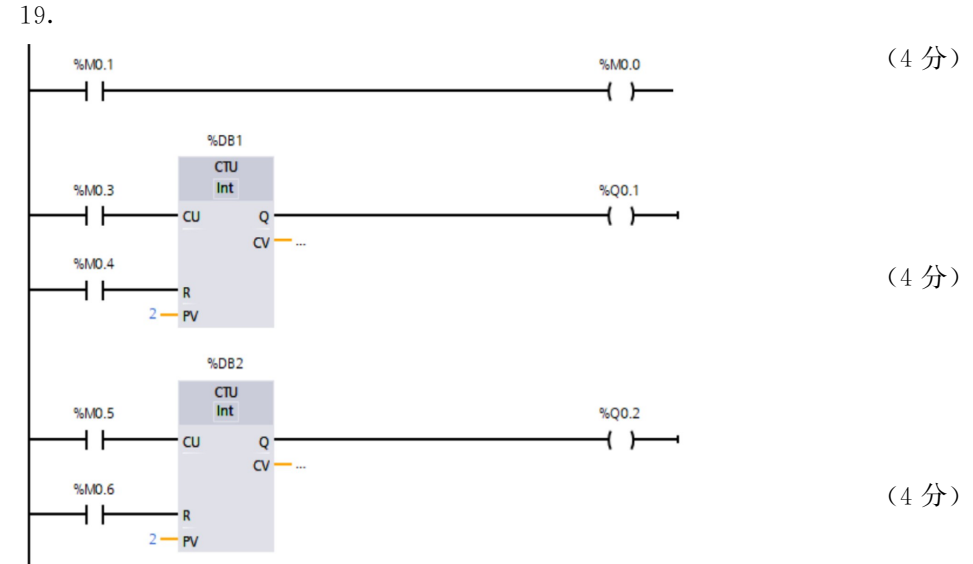 19.
（4 分）
%M0.1 %M0.0
%DB1
CTU
Int
%M0.3 %Q0.1
CU Q
CV ...
%M0.4
（4 分）
R
2 PV
%DB2
CTU
Int
%M0.5 %Q0.2
CU Q
CV ...
%M0.6
（4 分）
R
2 PV